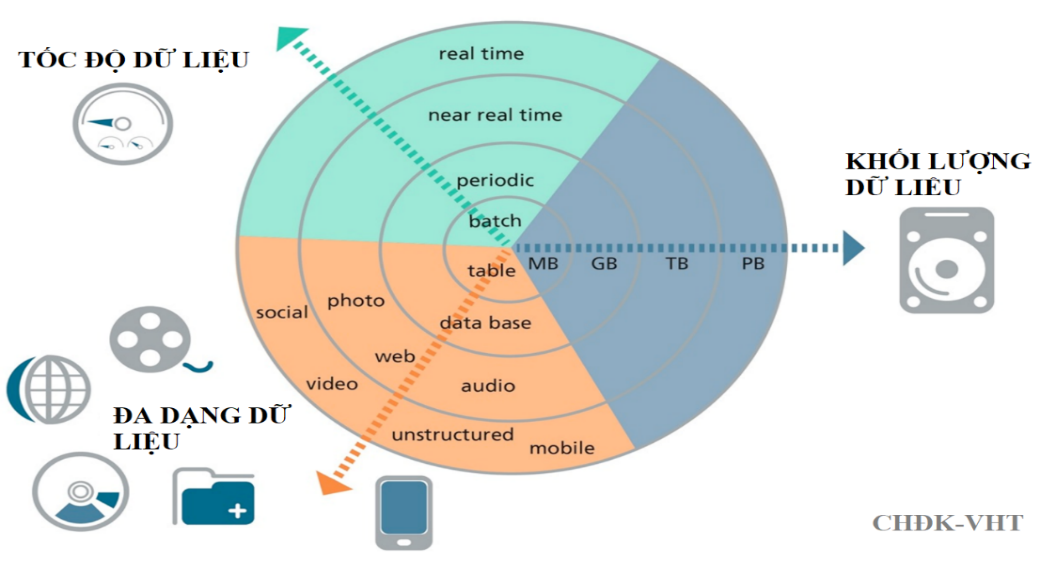 TỐC ĐỘ DỮ LIỆU
real time
near real time
periodic
batch
KHỐI LƯỢNG
DỮ LIỆU
MB GB TB PB
table
data base
photo
social
web
video
audio
unstructured
mobile
ĐA DẠNG DỮ
LIỆU
CHĐK-VHT